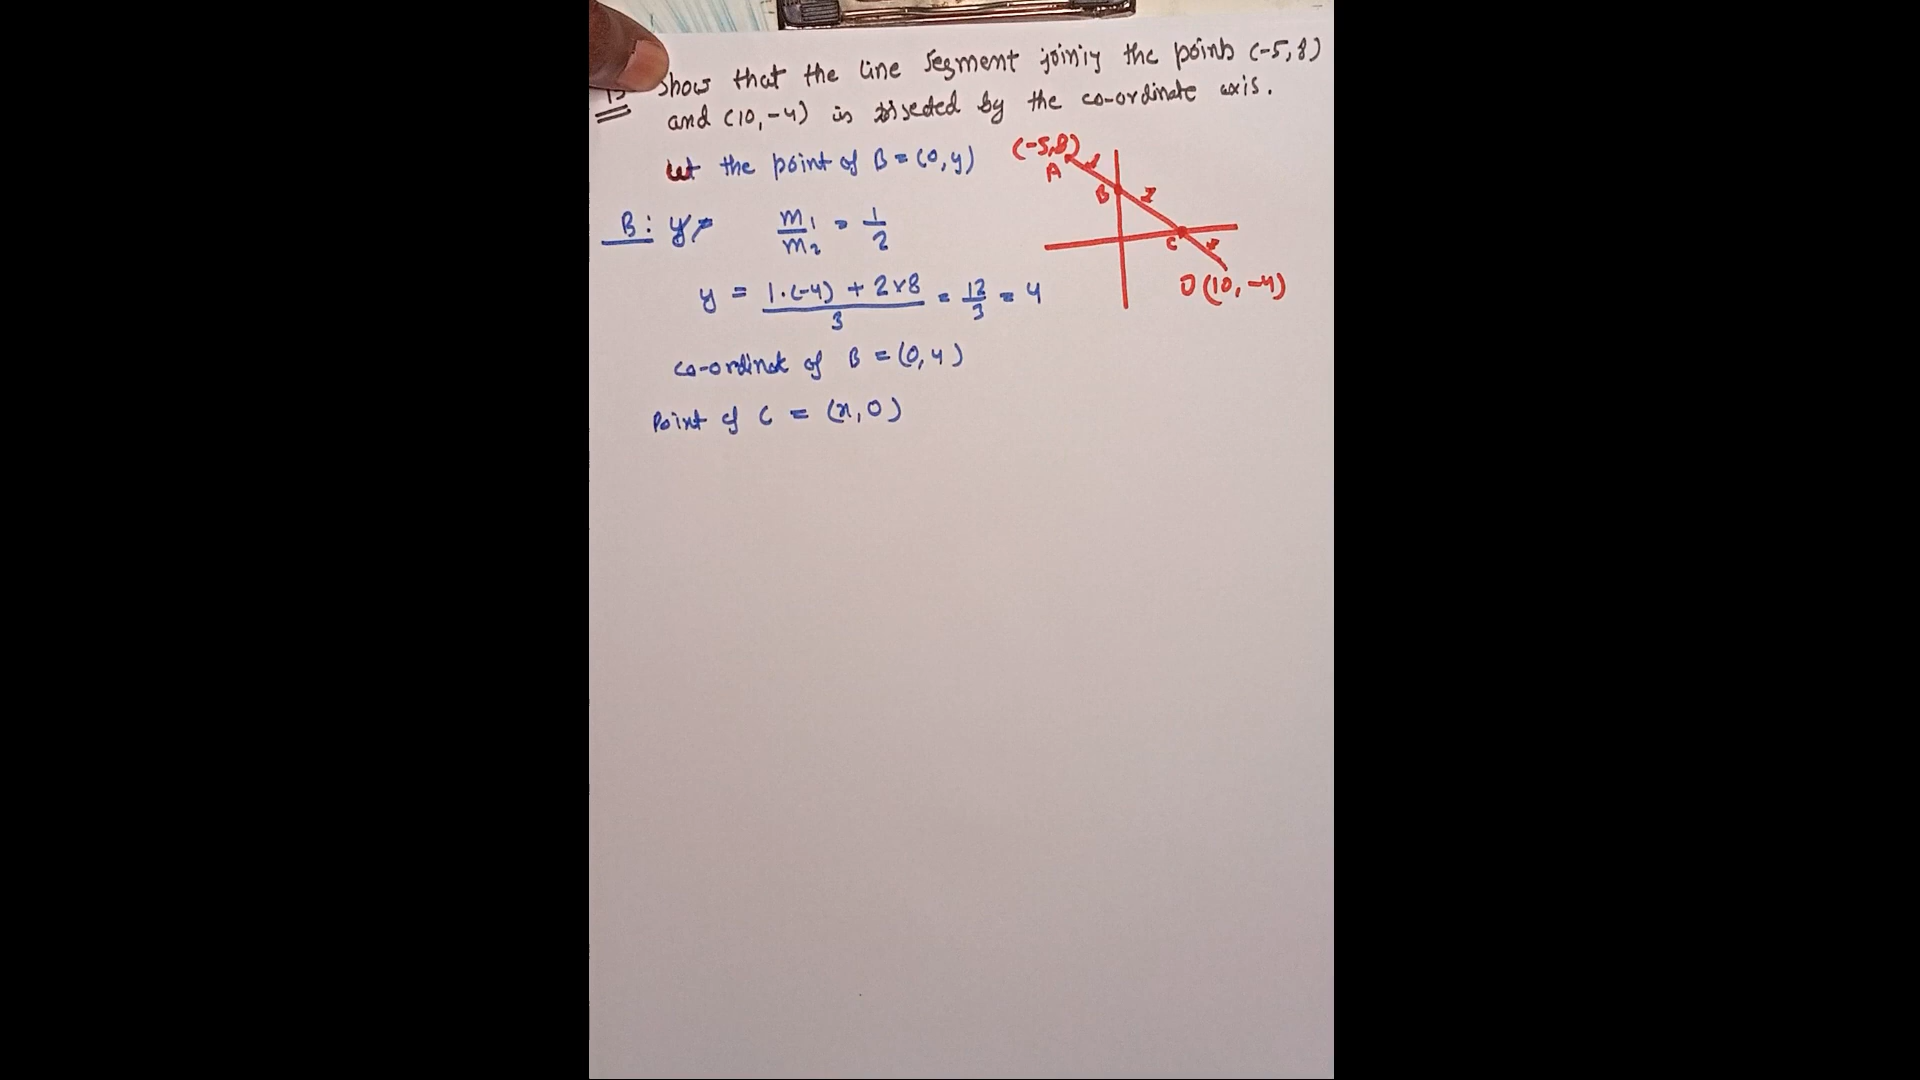 Show that the line segment joiniy the points (-5,8)
and (10,-4) is trisected by the co-ordinate axis.
Let the point of B = (0,y)
(-5,8)
A
B
C
D (10,-4)
B: y=
m₁/m₂ = 1/2
y = 1·(-4) + 2×8 / 3 = 12/3 = 4
co-ordinat of B = (0,4)
Point of C = (x,0)